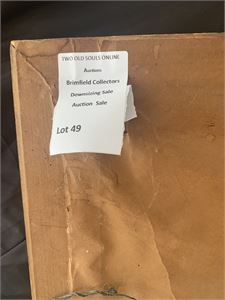 TWO OLD SOULS ONLINE
Auctions
Brimfield Collectors
Downsizing Sale
Auction Sale
Lot 49